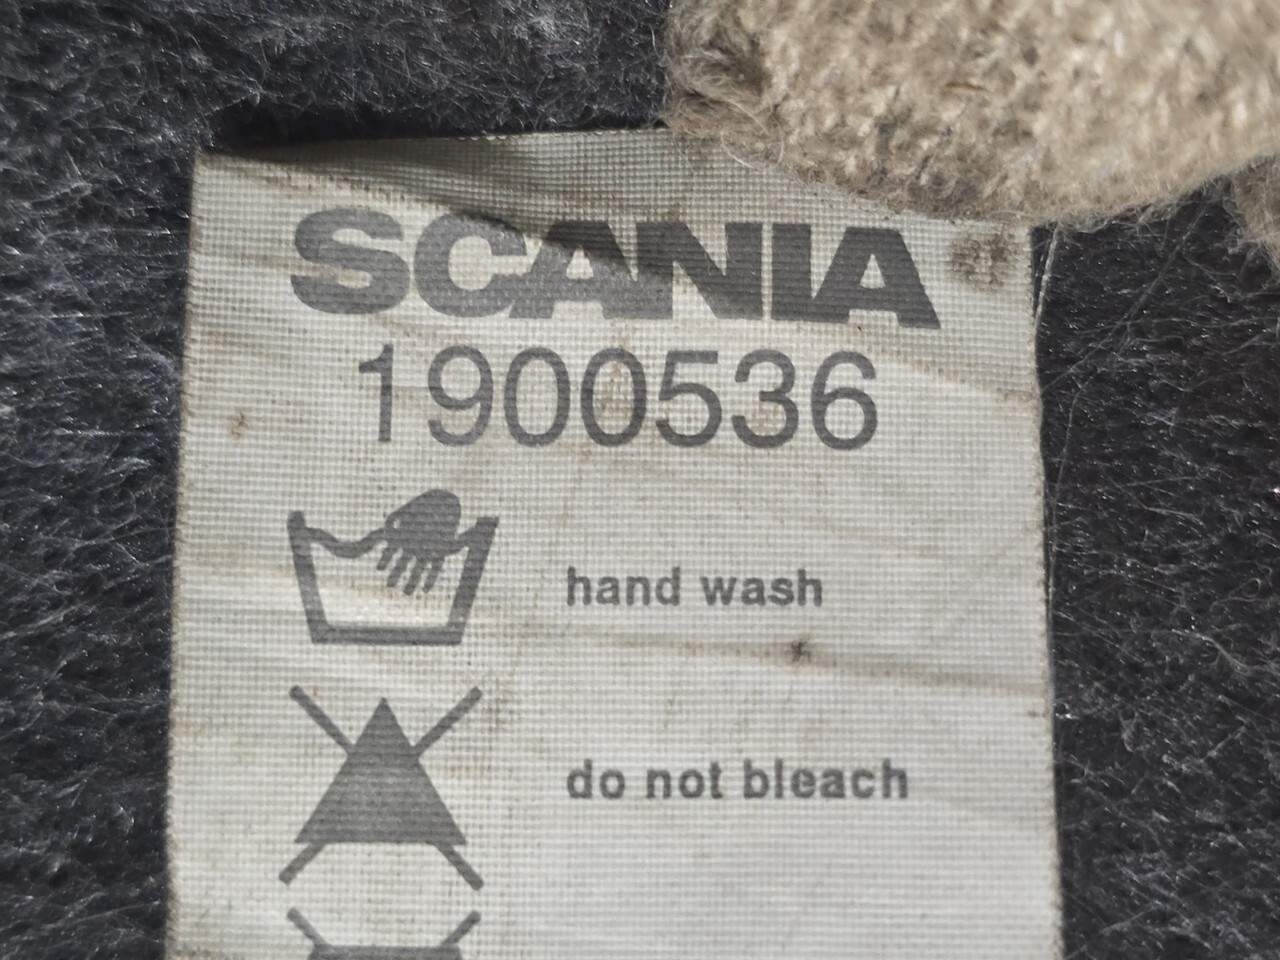 SCANIA
1900536
hand wash
do not bleach